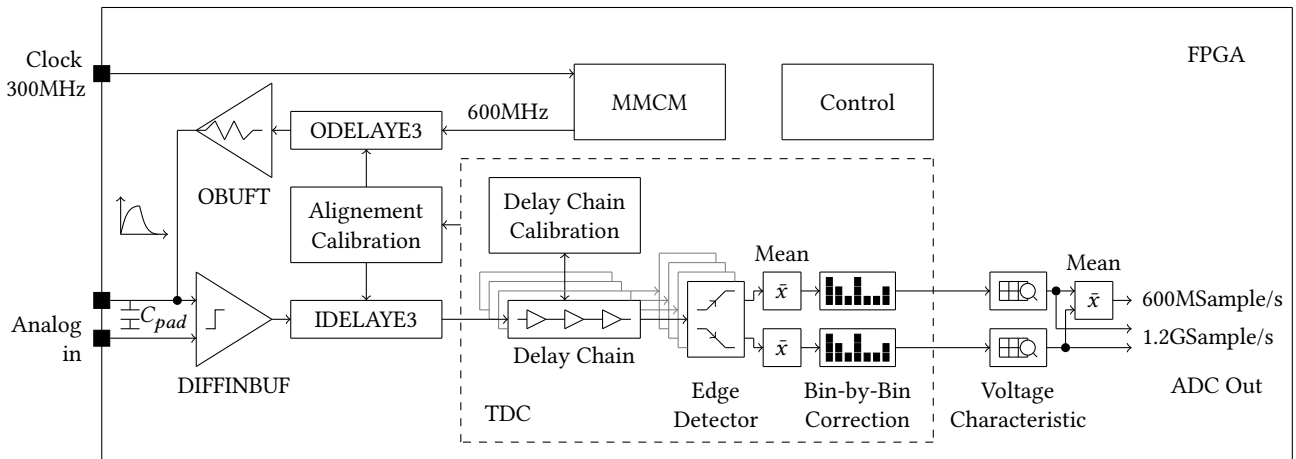 Clock
300MHz
FPGA
MMCM
Control
600MHz
ODELAYE3
OBUFT
Alignement
Calibration
Delay Chain
Calibration
Mean
x̄
Mean
x̄
600MSample/s
C_pad
Analog
in
IDELAYE3
Delay Chain
x̄
1.2GSample/s
DIFFINBUF
TDC
Edge
Detector
Bin-by-Bin
Correction
Voltage
Characteristic
ADC Out